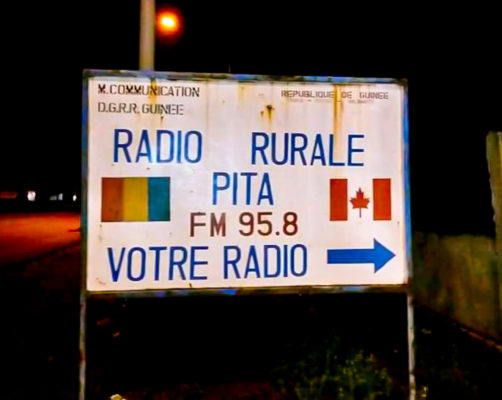 M.COMMUNICATION
REPUBLIQUE DE GUINEE
D.G.R.R. GUINEE
RADIO RURALE
PITA
FM 95.8
VOTRE RADIO